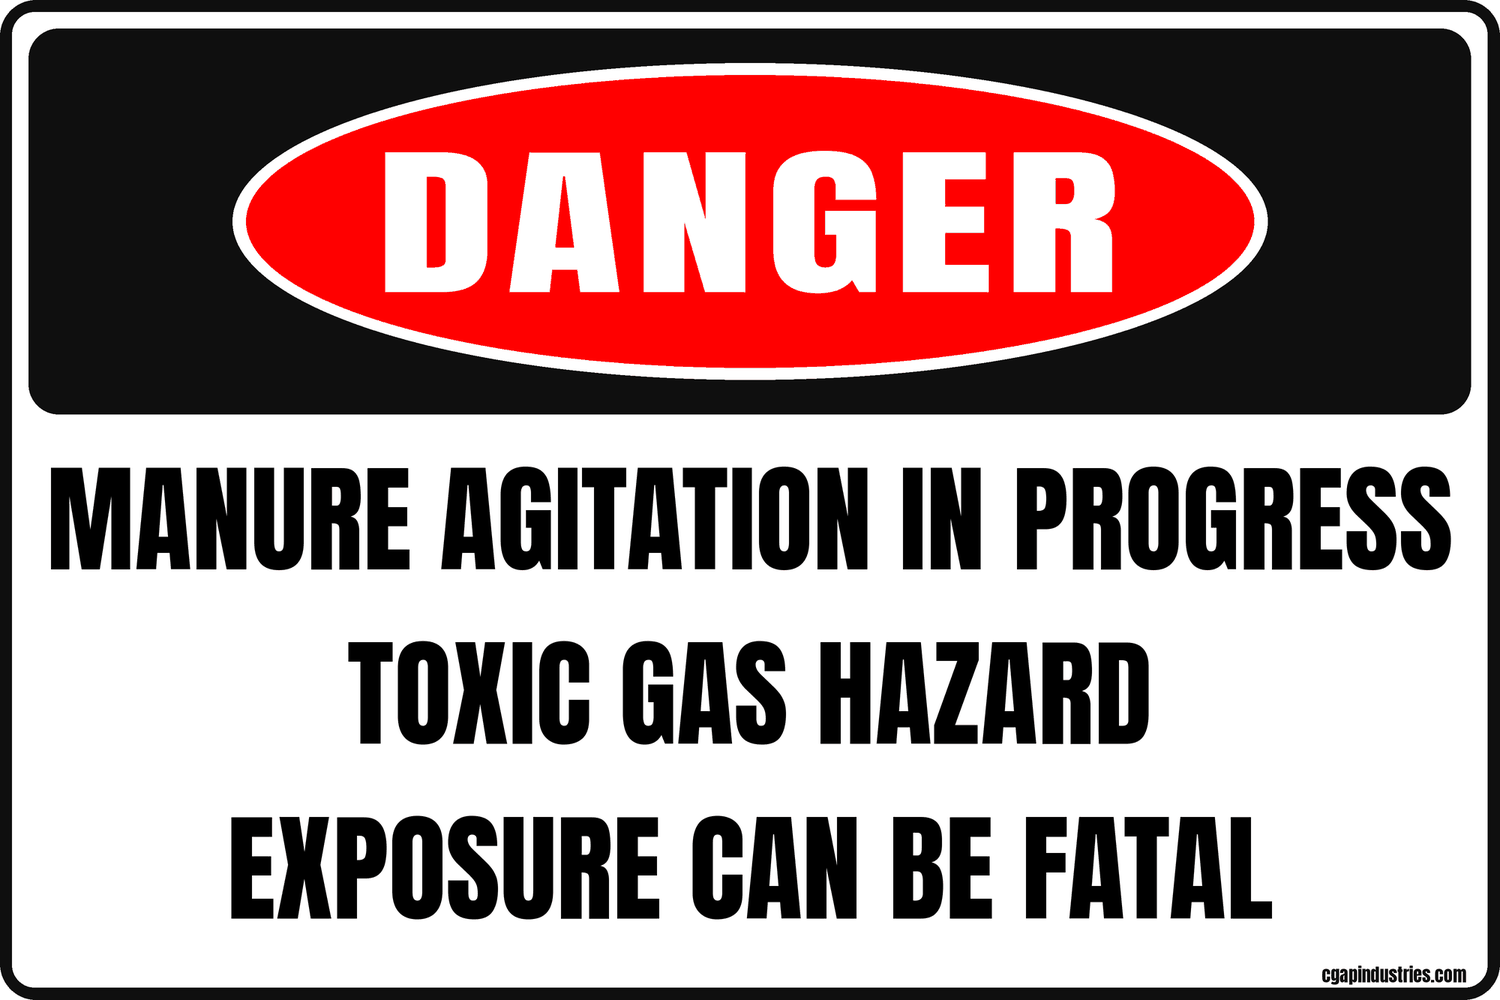 DANGER
MANURE AGITATION IN PROGRESS
TOXIC GAS HAZARD
EXPOSURE CAN BE FATAL
cgapindustries.com